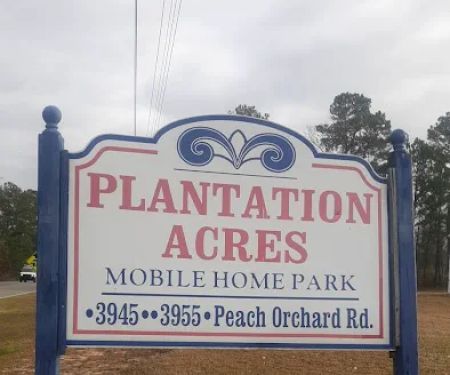 PLANTATION
ACRES
MOBILE HOME PARK
•3945••3955•Peach Orchard Rd.